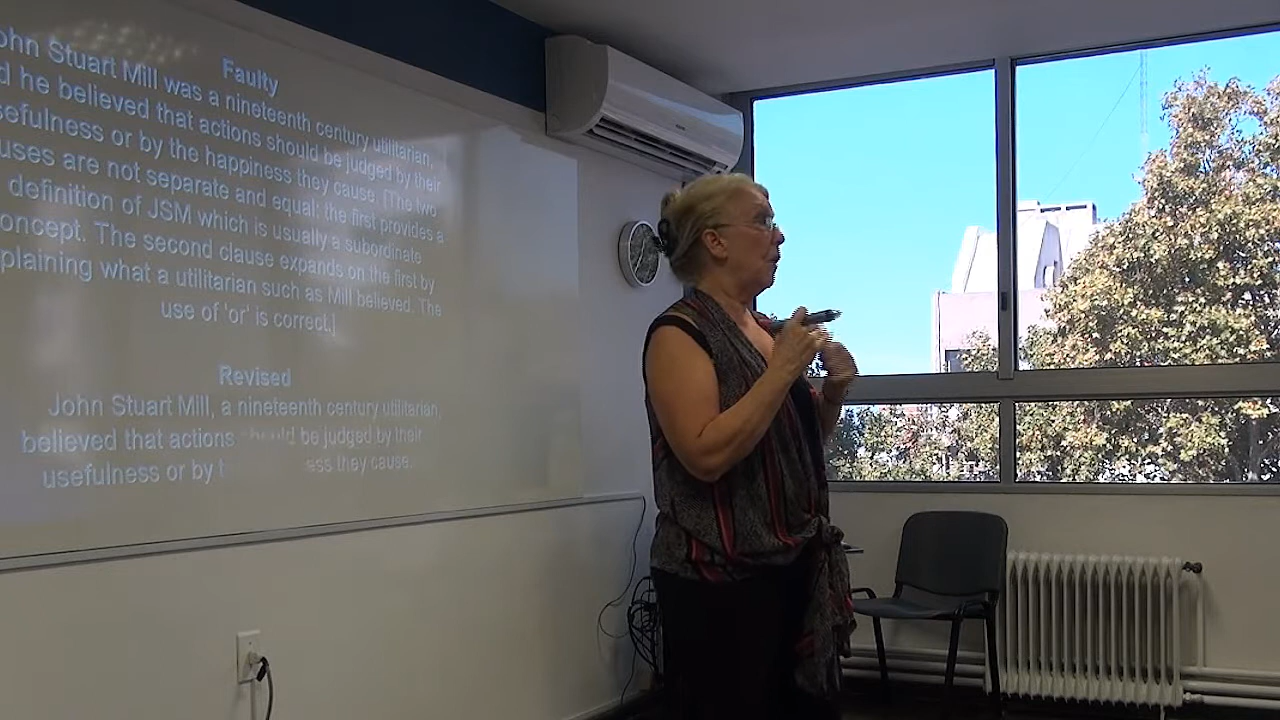 Faulty
ohn Stuart Mill was a nineteenth century utilitarian,
d he believed that actions should be judged by their
sefulness or by the happiness they cause. [The two
uses are not separate and equal: the first provides a
definition of JSM which is usually a subordinate
oncept. The second clause expands on the first by
plaining what a utilitarian such as Mill believed. The
use of 'or' is correct.]
Revised
John Stuart Mill, a nineteenth century utilitarian,
believed that actions should be judged by their
usefulness or by t ess they cause.